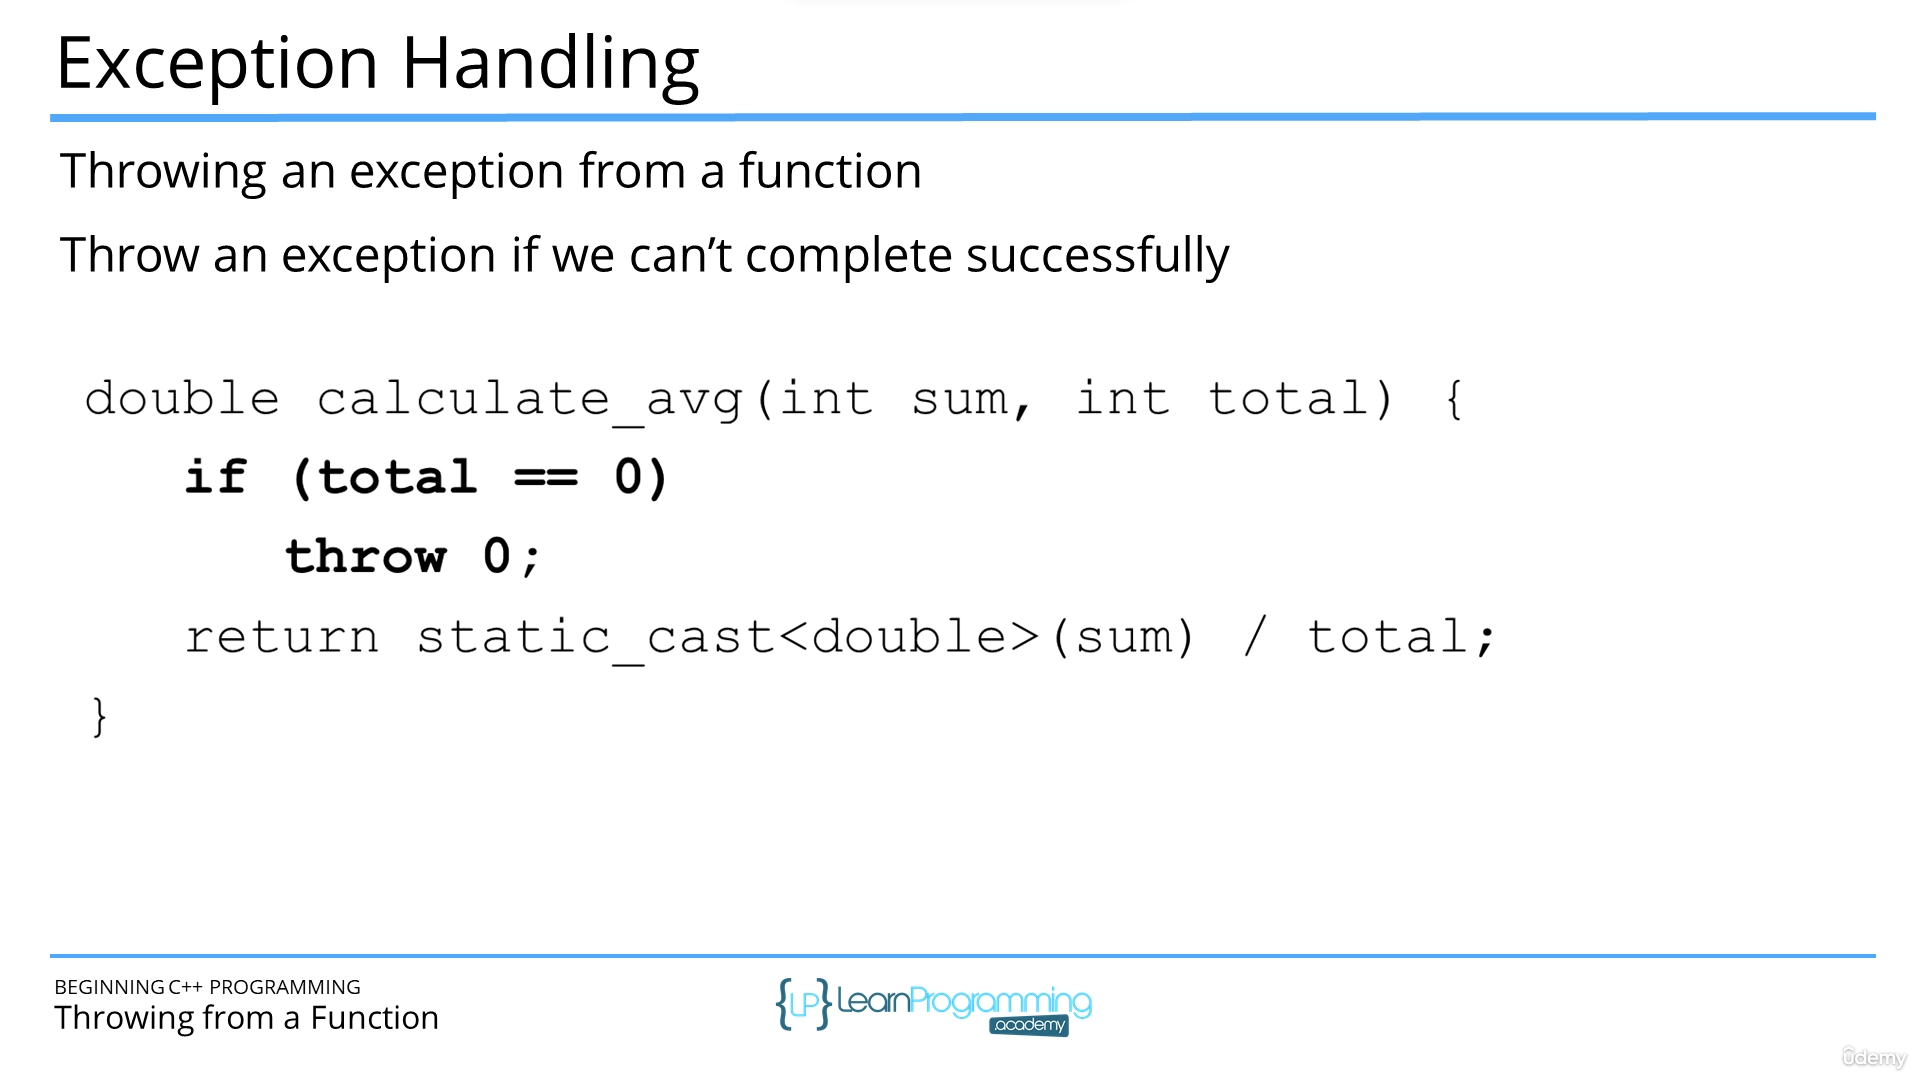 Exception Handling
Throwing an exception from a function
Throw an exception if we can’t complete successfully
double calculate_avg(int sum, int total) {
if (total == 0)
throw 0;
return static_cast<double>(sum) / total;
}
BEGINNING C++ PROGRAMMING
Throwing from a Function
{LP} LearnProgramming
academy
ûdemy